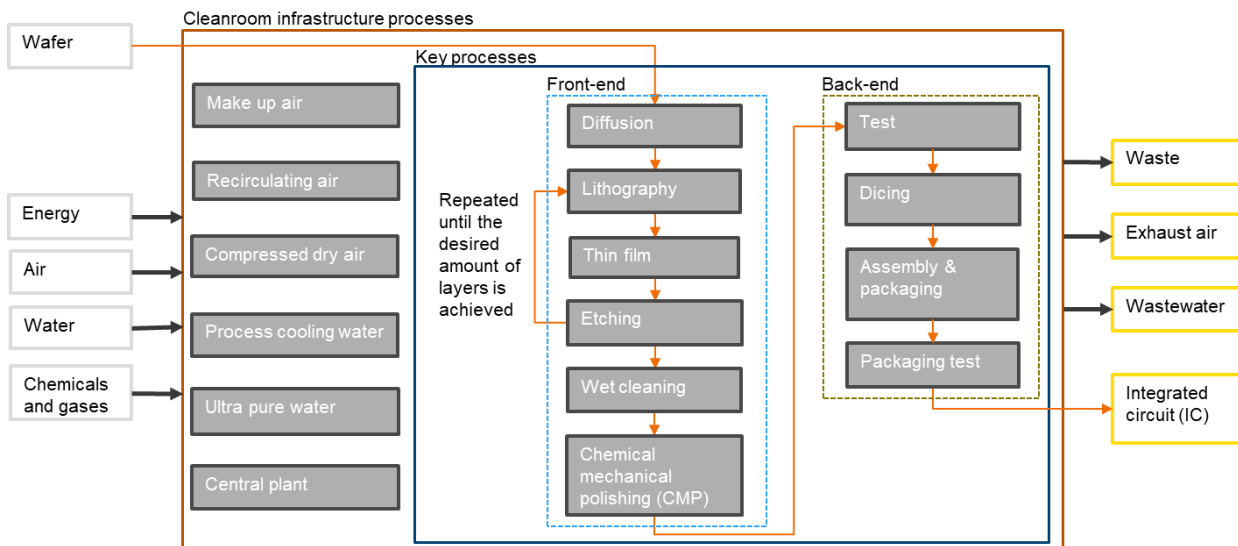 Cleanroom infrastructure processes
Wafer
Key processes
Front-end
Back-end
Make up air
Recirculating air
Compressed dry air
Process cooling water
Ultra pure water
Central plant
Energy
Air
Water
Chemicals
and gases
Repeated
until the
desired
amount of
layers is
achieved
Diffusion
Lithography
Thin film
Etching
Wet cleaning
Chemical
mechanical
polishing (CMP)
Test
Dicing
Assembly &
packaging
Packaging test
Waste
Exhaust air
Wastewater
Integrated
circuit (IC)